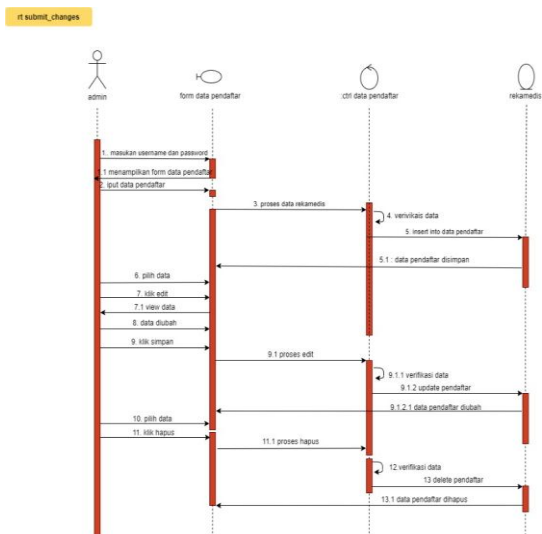 rt submit_changes
admin
form data pendaftar
:ctrl data pendaftar
rekamedis
1. masukan username dan password
1.1 menampilkan form data pendaftar
2. iput data pendaftar
3. proses data rekamedis
4. verivikais data
5. insert into data pendaftar
5.1 : data pendaftar disimpan
6. pilih data
7. klik edit
7.1 view data
8. data diubah
9. klik simpan
9.1 proses edit
9.1.1 verifikasi data
9.1.2 update pendaftar
9.1.2.1 data pendaftar diubah
10. pilih data
11. klik hapus
11.1 proses hapus
12 verifikasi data
13 delete pendaftar
13.1 data pendaftar dihapus